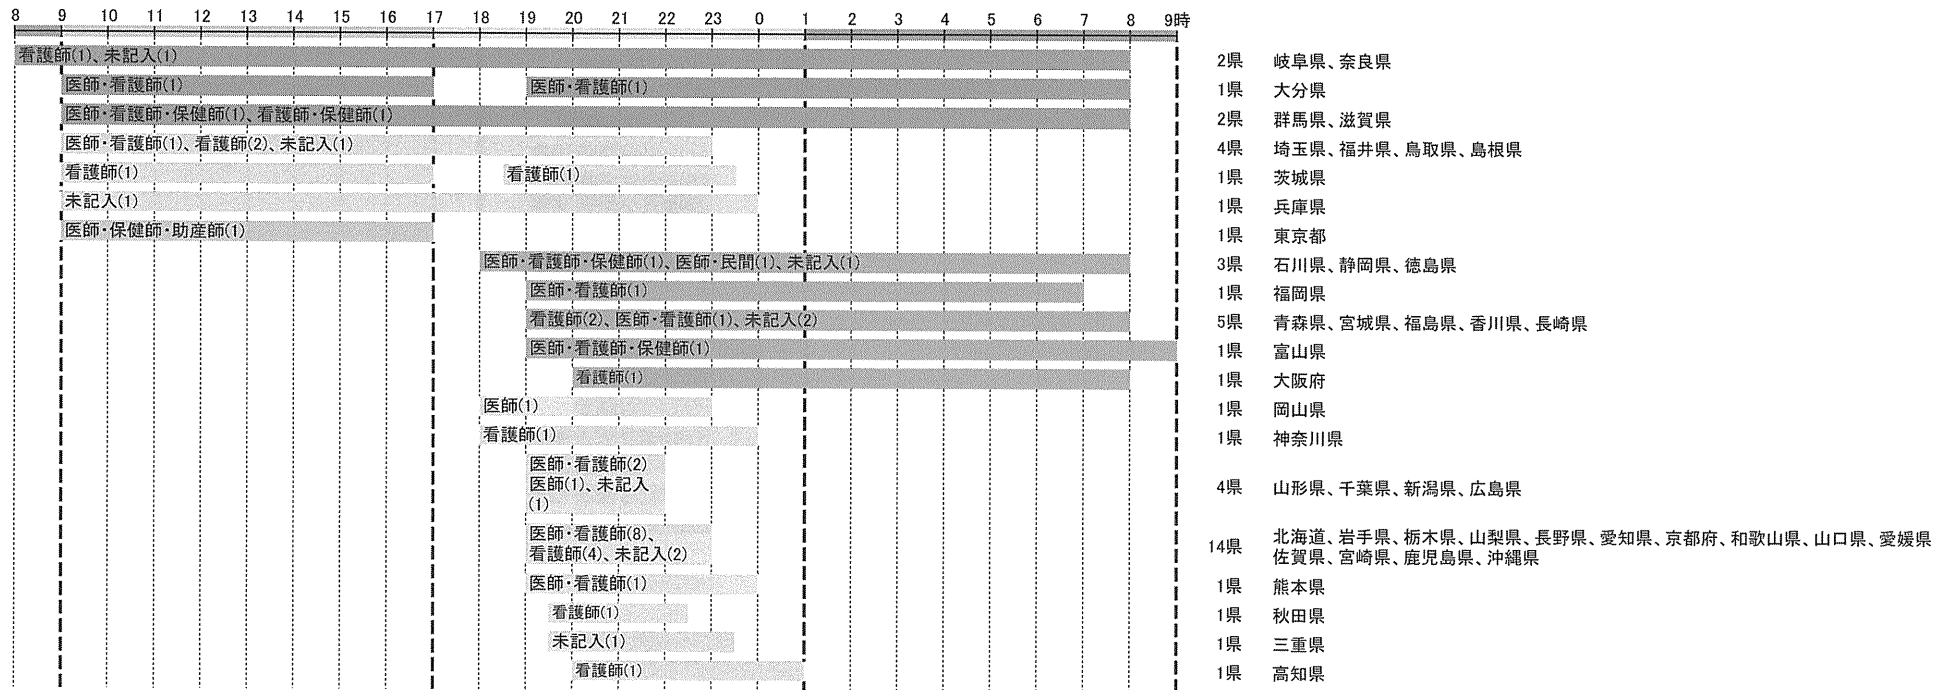 8 9 10 11 12 13 14 15 16 17 18 19 20 21 22 23 0 1 2 3 4 5 6 7 8 9時
看護師(1)、未記入(1) 2県 岐阜県、奈良県
医師・看護師(1) 医師・看護師(1) 1県 大分県
医師・看護師・保健師(1)、看護師・保健師(1) 2県 群馬県、滋賀県
医師・看護師(1)、看護師(2)、未記入(1) 4県 埼玉県、福井県、鳥取県、島根県
看護師(1) 看護師(1) 1県 茨城県
未記入(1) 1県 兵庫県
医師・保健師・助産師(1) 1県 東京都
医師・看護師・保健師(1)、医師・民間(1)、未記入(1) 3県 石川県、静岡県、徳島県
医師・看護師(1) 1県 福岡県
看護師(2)、医師・看護師(1)、未記入(2) 5県 青森県、宮城県、福島県、香川県、長崎県
医師・看護師・保健師(1) 1県 富山県
看護師(1) 1県 大阪府
医師(1) 1県 岡山県
看護師(1) 1県 神奈川県
医師・看護師(2)
医師(1)、未記入 4県 山形県、千葉県、新潟県、広島県
(1)
医師・看護師(8)、 北海道、岩手県、栃木県、山梨県、長野県、愛知県、京都府、和歌山県、山口県、愛媛県
看護師(4)、未記入(2) 14県 佐賀県、宮崎県、鹿児島県、沖縄県
医師・看護師(1) 1県 熊本県
看護師(1) 1県 秋田県
未記入(1) 1県 三重県
看護師(1) 1県 高知県